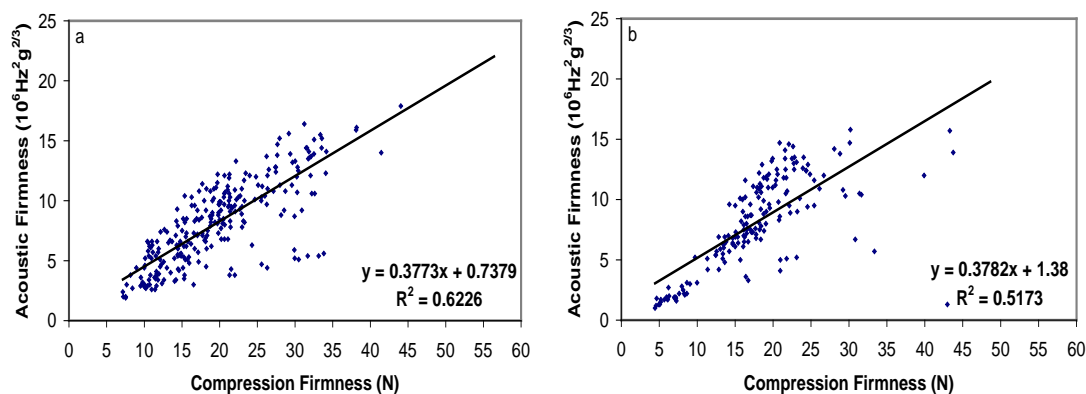 a
Acoustic Firmness (10⁶Hz²g²/³)
25
20
15
10
5
0
y = 0.3773x + 0.7379
R² = 0.6226
0 5 10 15 20 25 30 35 40 45 50 55 60
Compression Firmness (N)
b
Acoustic Firmness (10⁶Hz²g²/³)
25
20
15
10
5
0
y = 0.3782x + 1.38
R² = 0.5173
0 5 10 15 20 25 30 35 40 45 50 55 60
Compression Firmness (N)